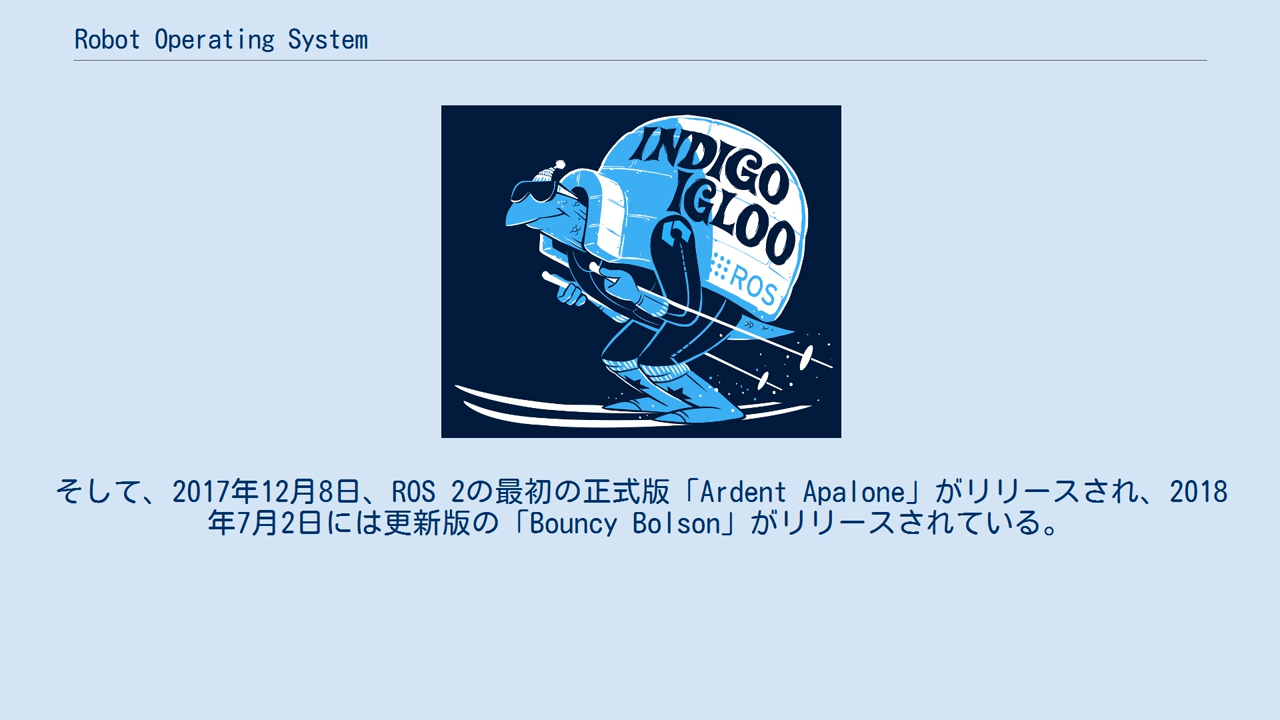 Robot Operating System
INDIGO
IGLOO
ROS
そして、2017年12月8日、ROS 2の最初の正式版「Ardent Apalone」がリリースされ、2018
年7月2日には更新版の「Bouncy Bolson」がリリースされている。